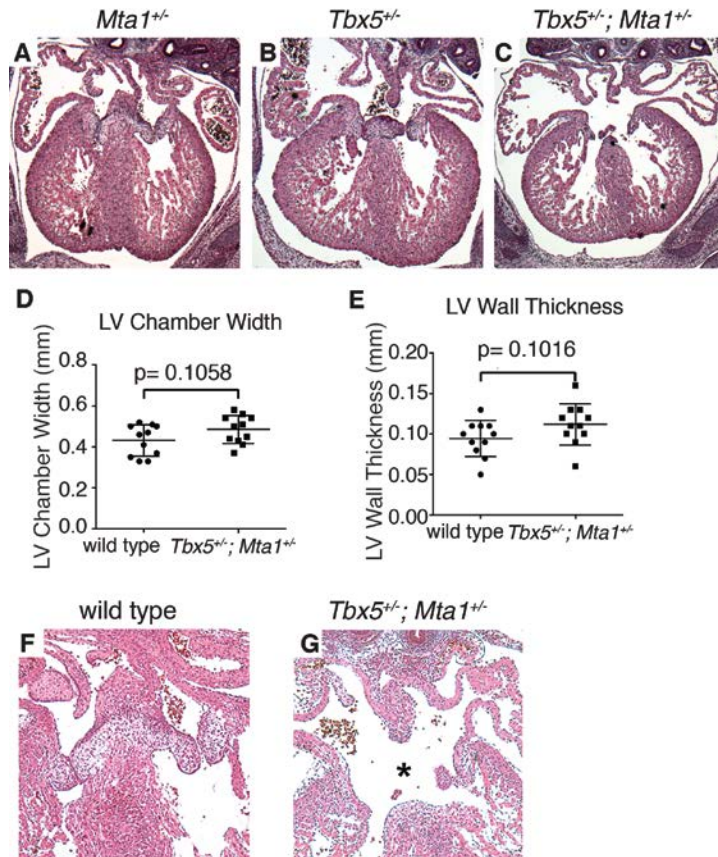 Mta1+/- Tbx5+/- Tbx5+/-; Mta1+/-
A B C
D E
LV Chamber Width
LV Chamber Width (mm)
0.8
0.6
0.4
0.2
0.0
p= 0.1058
wild type Tbx5+/-; Mta1+/-
LV Wall Thickness
LV Wall Thickness (mm)
0.20
0.15
0.10
0.05
0.00
p= 0.1016
wild type Tbx5+/-; Mta1+/-
wild type Tbx5+/-; Mta1+/-
F G
*